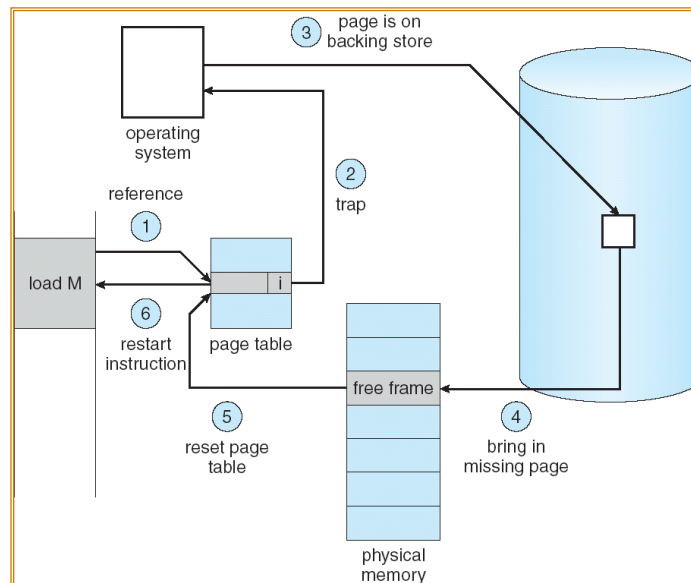 3
page is on
backing store
operating
system
2
trap
reference
1
load M
i
6
restart
instruction
page table
free frame
5
reset page
table
4
bring in
missing page
physical
memory